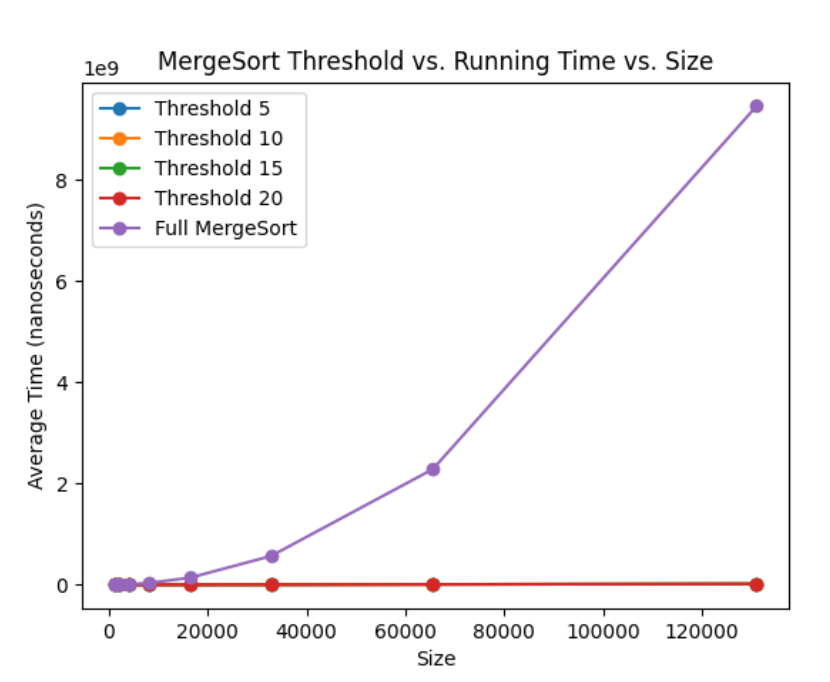 MergeSort Threshold vs. Running Time vs. Size
1e9
Threshold 5
Threshold 10
Threshold 15
Threshold 20
Full MergeSort
Average Time (nanoseconds)
8
6
4
2
0
0 20000 40000 60000 80000 100000 120000
Size